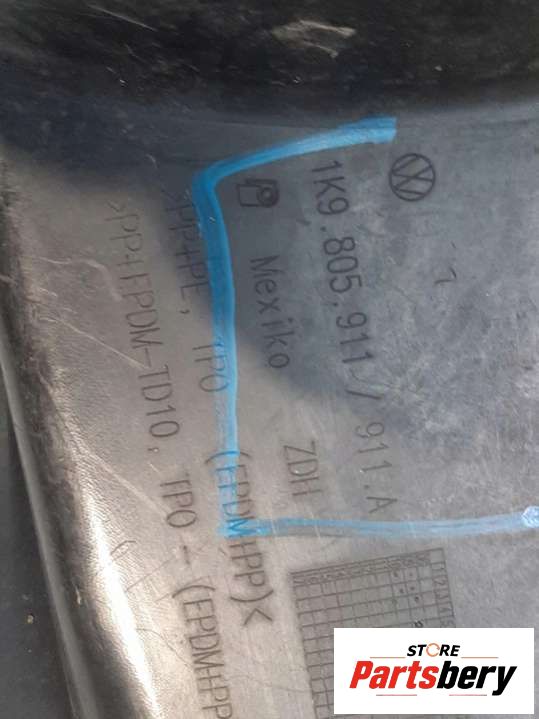 1K9.805.911 / 911.A
Mexiko ZDH
>PP+PE, TPO - (EPDM+PP)<
>PP+EPDM-TD10, TPO - (EPDM+PP
STORE
Partsbery